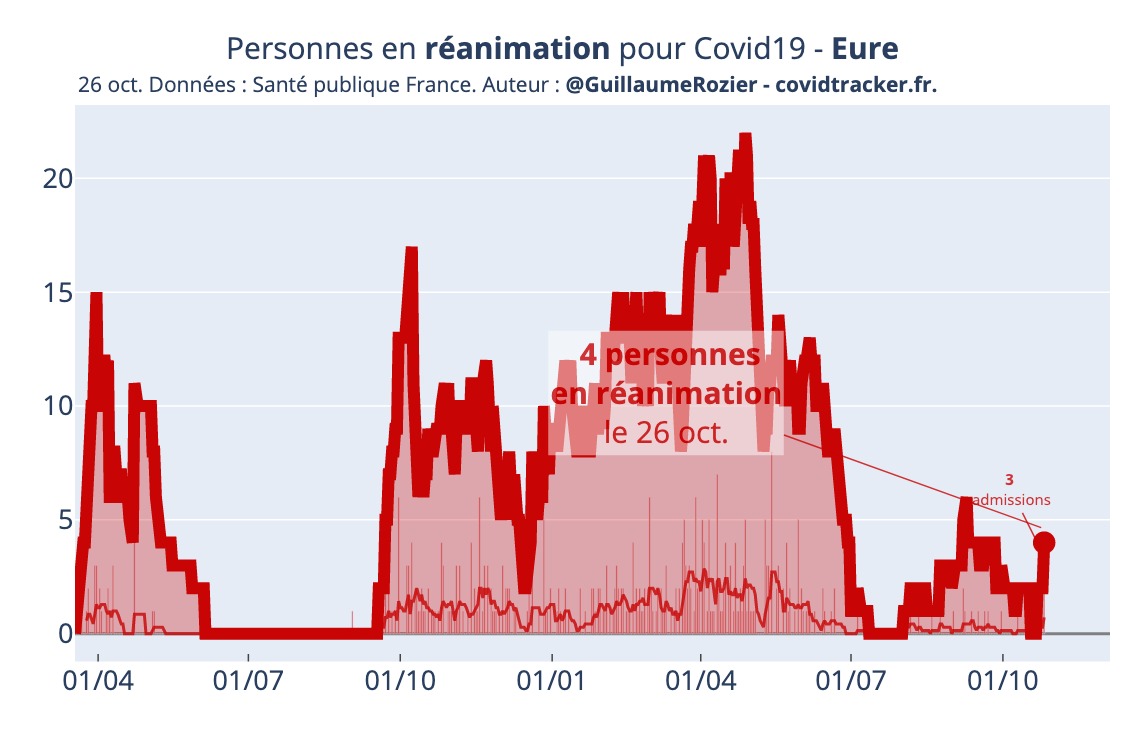 Personnes en réanimation pour Covid19 - Eure
26 oct. Données : Santé publique France. Auteur : @GuillaumeRozier - covidtracker.fr.
20
15
10
5
0
4 personnes
en réanimation
le 26 oct.
3
admissions
01/04 01/07 01/10 01/01 01/04 01/07 01/10